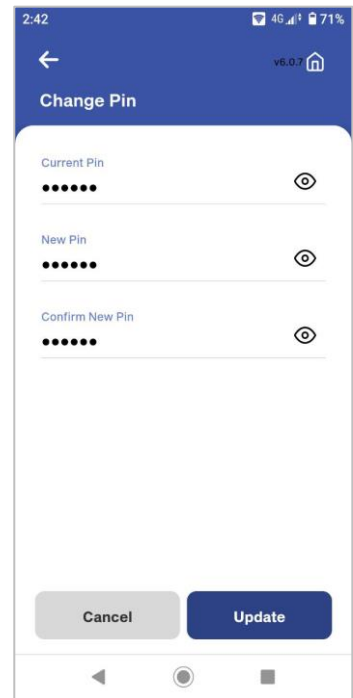 2:42 4G 71%
v6.0.7
Change Pin
Current Pin
••••••
New Pin
••••••
Confirm New Pin
••••••
Cancel Update